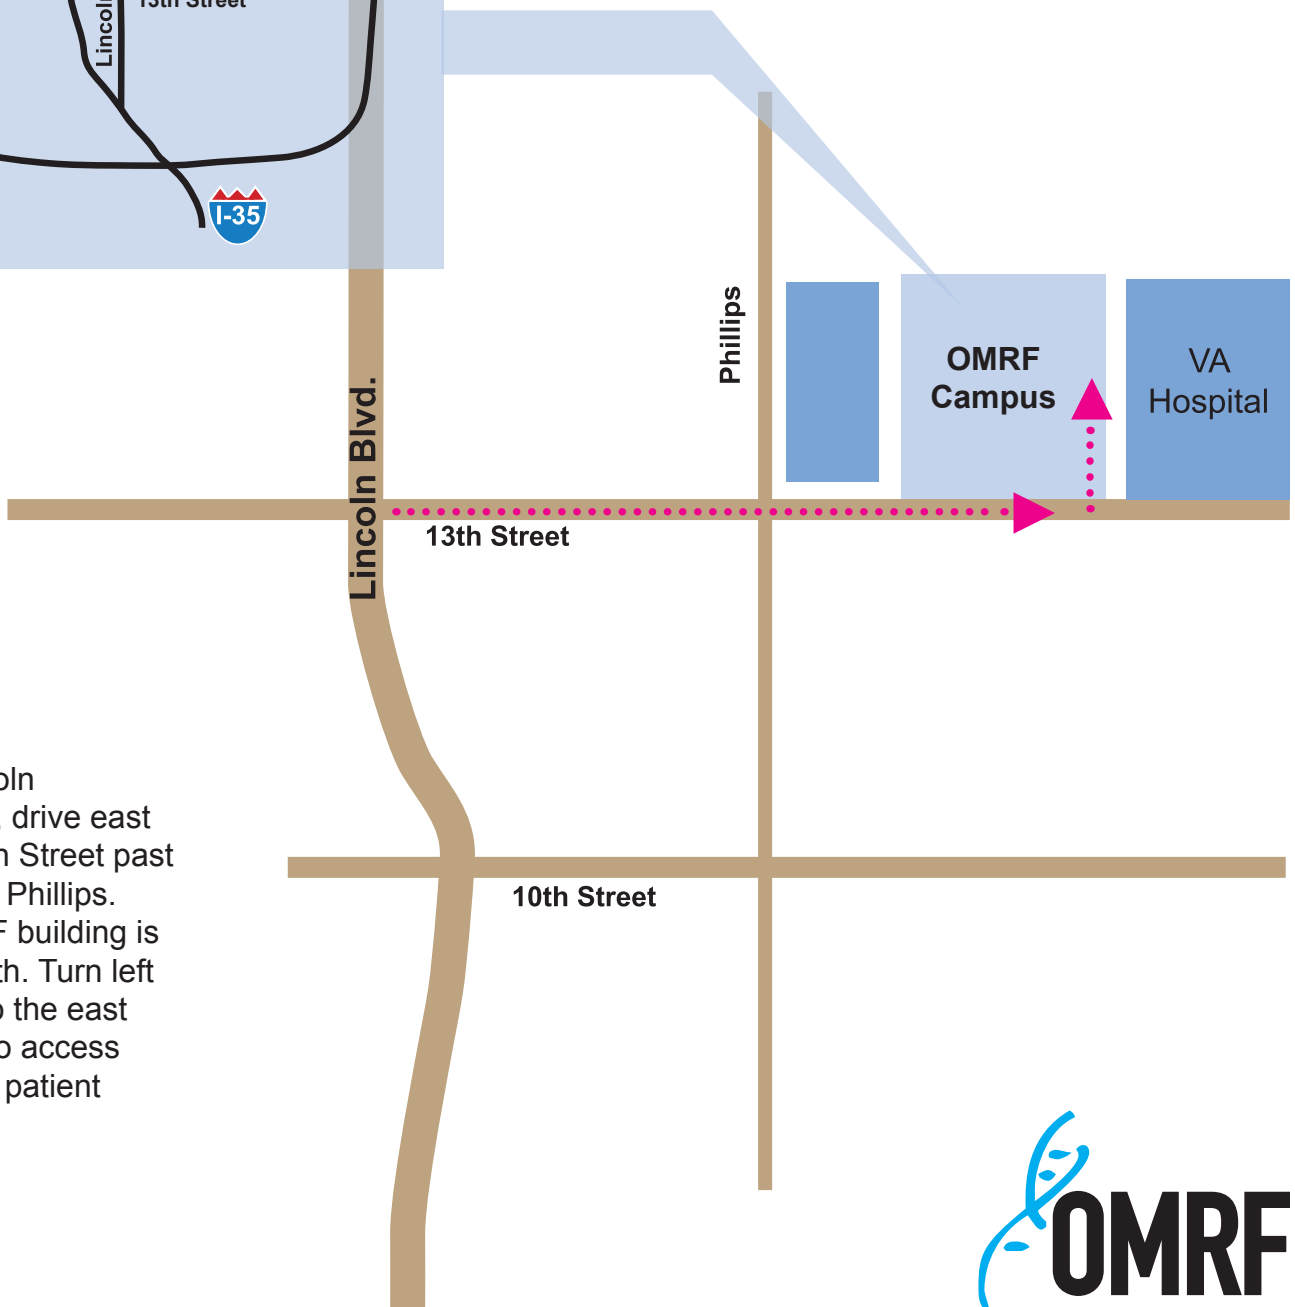 13th Street
Lincoln
I-35
Phillips
OMRF
Campus
VA
Hospital
Lincoln Blvd.
13th Street
oln
drive east
Street past
Phillips.
building is
th. Turn left
the east
access
patient
10th Street
OMRF